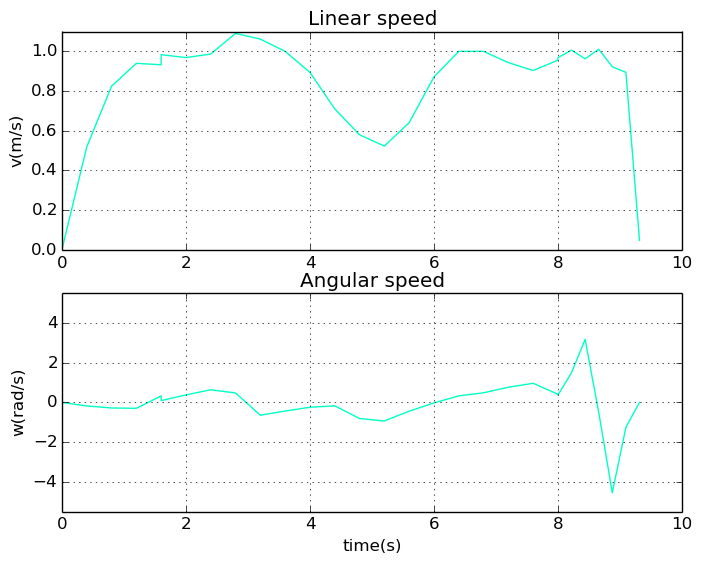 Linear speed
1.0
0.8
0.6
0.4
0.2
0.0
v(m/s)
0 2 4 6 8 10
Angular speed
4
2
0
−2
−4
w(rad/s)
0 2 4 6 8 10
time(s)